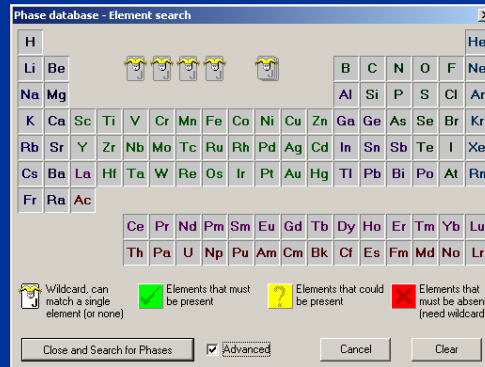 Phase database - Element search
H He
Li Be B C N O F Ne
Na Mg Al Si P S Cl Ar
K Ca Sc Ti V Cr Mn Fe Co Ni Cu Zn Ga Ge As Se Br Kr
Rb Sr Y Zr Nb Mo Tc Ru Rh Pd Ag Cd In Sn Sb Te I Xe
Cs Ba La Hf Ta W Re Os Ir Pt Au Hg Tl Pb Bi Po At Rn
Fr Ra Ac
Ce Pr Nd Pm Sm Eu Gd Tb Dy Ho Er Tm Yb Lu
Th Pa U Np Pu Am Cm Bk Cf Es Fm Md No Lr
Wildcard, can match a single element (or none)
Elements that must be present
Elements that could be present
Elements that must be absent (need wildcard
Close and Search for Phases Advanced Cancel Clear